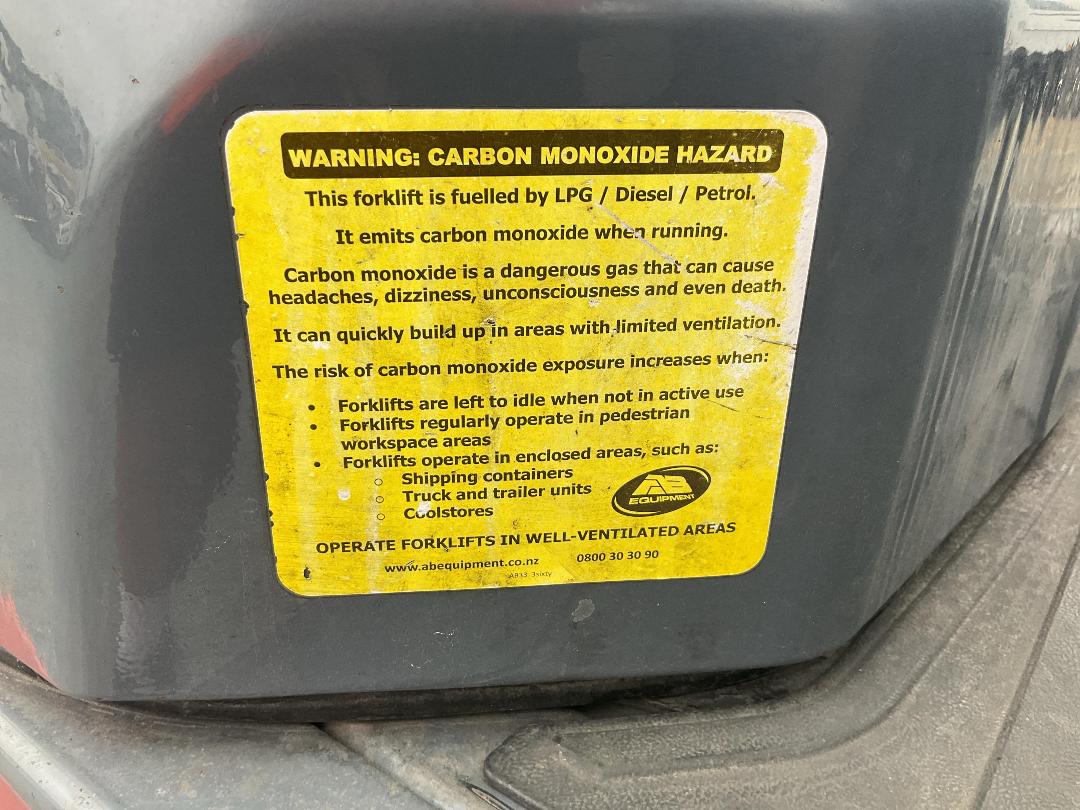 WARNING: CARBON MONOXIDE HAZARD
This forklift is fuelled by LPG / Diesel / Petrol.
It emits carbon monoxide when running.
Carbon monoxide is a dangerous gas that can cause
headaches, dizziness, unconsciousness and even death.
It can quickly build up in areas with limited ventilation.
The risk of carbon monoxide exposure increases when:
• Forklifts are left to idle when not in active use
• Forklifts regularly operate in pedestrian
workspace areas
• Forklifts operate in enclosed areas, such as:
○ Shipping containers
○ Truck and trailer units
○ Coolstores
AB
EQUIPMENT
OPERATE FORKLIFTS IN WELL-VENTILATED AREAS
www.abequipment.co.nz 0800 30 30 90
3sixty